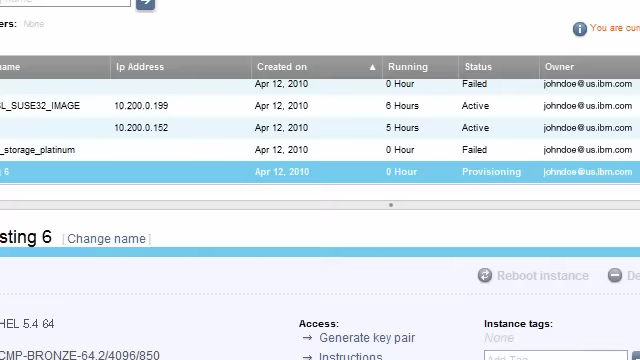 ers: None
You are cur
ame Ip Address Created on Running Status Owner
Apr 12, 2010 0 Hour Failed johndoe@us.ibm.com
SL_SUSE32_IMAGE 10.200.0.199 Apr 12, 2010 6 Hours Active johndoe@us.ibm.com
10.200.0.152 Apr 12, 2010 5 Hours Active johndoe@us.ibm.com
_storage_platinum Apr 12, 2010 0 Hour Failed johndoe@us.ibm.com
g 6 Apr 12, 2010 0 Hour Provisioning johndoe@us.ibm.com
sting 6 [Change name]
Reboot instance De
HEL 5.4 64 Access: Instance tags:
→ Generate key pair None
CMP-BRONZE-64.2/4096/850 → Instructions Add Tag